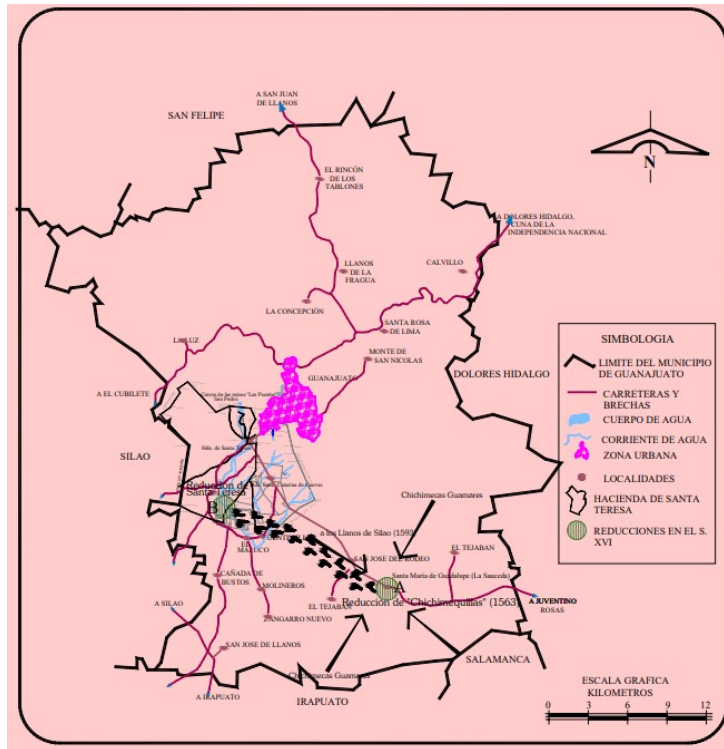 A SAN JUAN
DE LLANOS
SAN FELIPE
EL RINCÓN
DE LOS
TABLONES
N
A DOLORES HIDALGO,
CUNA DE LA
INDEPENDENCIA NACIONAL
LLANOS
DE LA
FRAGUA
CALVILLO
LA CONCEPCIÓN
SANTA ROSA
DE LIMA
LA LUZ
MONTE DE
SAN NICOLAS
DOLORES HIDALGO
GUANAJUATO
A EL CUBILETE
San Pedro
SILAO
Reducción de
Santa Teresa
B
Chichimecas Guamares
a los Llanos de Silao (1593)
EL
MALUCO
SAN JOSE DEL RODEO
EL TEJABAN
CAÑADA DE
BUSTOS
MOLINEROS
Santa María de Guadalupe (La Sauceda)
A
EL TEJABAN
Reducción de "Chichimequillas" (1563)
A JUVENTINO
ROSAS
A SILAO
ZANGARRO NUEVO
SAN JOSE DE LLANOS
SALAMANCA
Chichimecas Guamares
A IRAPUATO
IRAPUATO
SIMBOLOGIA
LIMITE DEL MUNICIPIO
DE GUANAJUATO
CARRETERAS Y
BRECHAS
CUERPO DE AGUA
CORRIENTE DE AGUA
ZONA URBANA
LOCALIDADES
HACIENDA DE SANTA
TERESA
REDUCCIONES EN EL S.
XVI
ESCALA GRAFICA
KILOMETROS
0 3 6 9 12